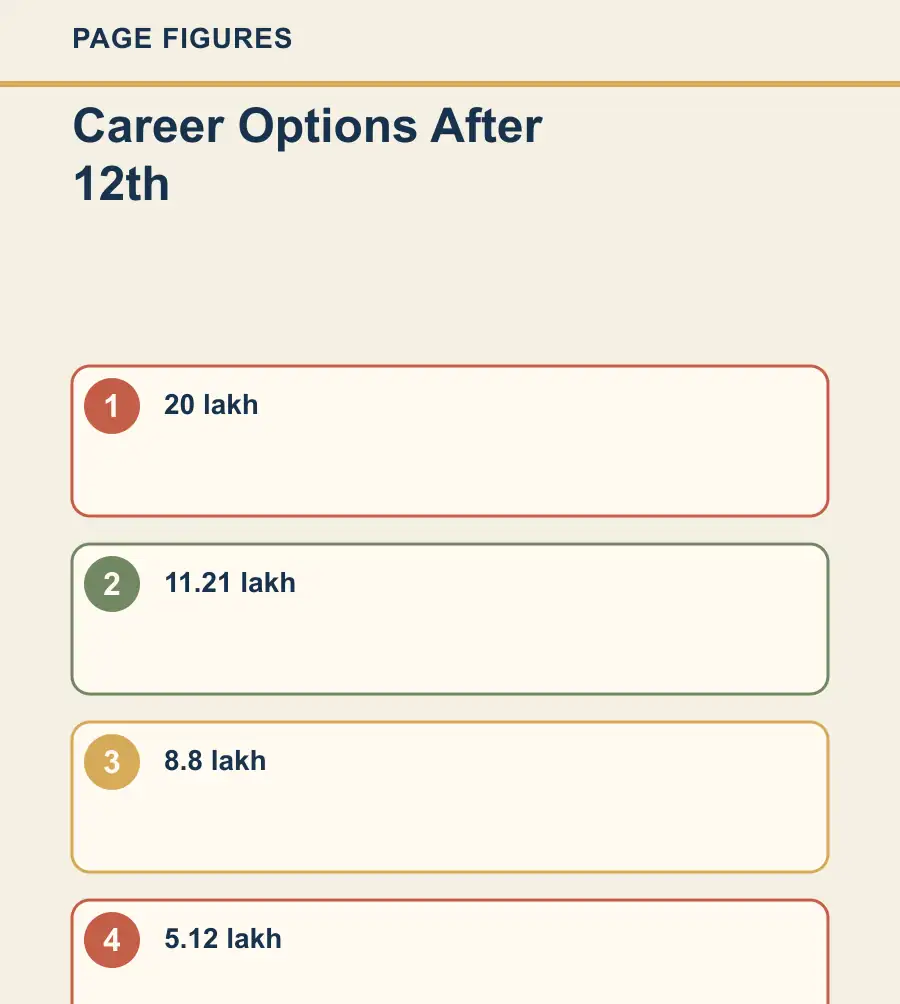 PAGE FIGURES
Career Options After
12th
1 20 lakh
2 11.21 lakh
3 8.8 lakh
4 5.12 lakh